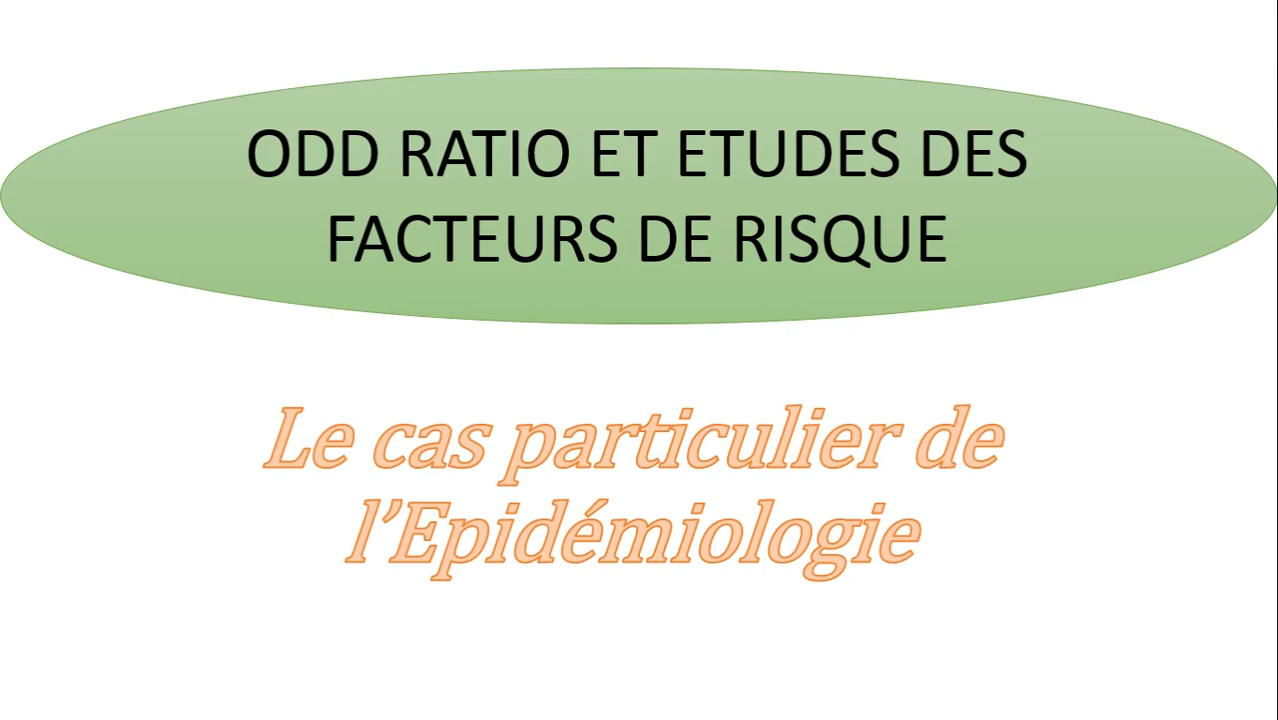 ODD RATIO ET ETUDES DES
FACTEURS DE RISQUE
Le cas particulier de
l’Epidémiologie